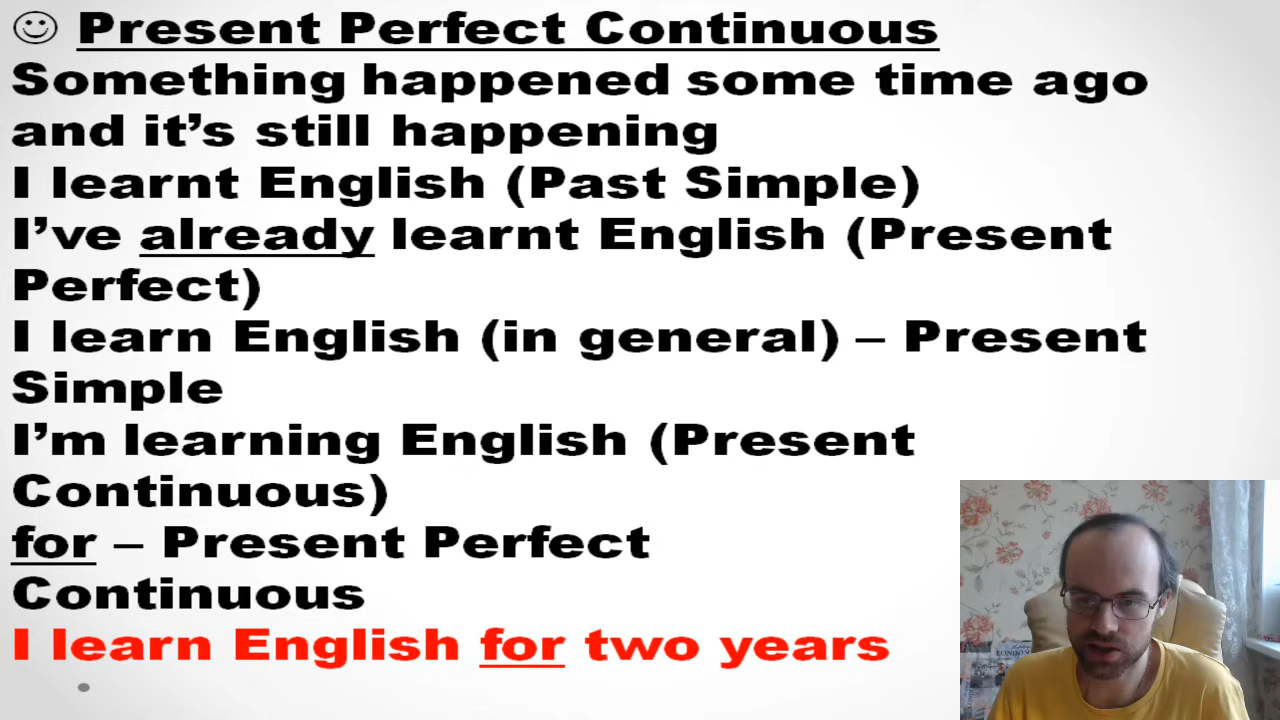 ☺ Present Perfect Continuous
Something happened some time ago
and it’s still happening
I learnt English (Past Simple)
I’ve already learnt English (Present
Perfect)
I learn English (in general) – Present
Simple
I’m learning English (Present
Continuous)
for – Present Perfect
Continuous
I learn English for two years
LONDON